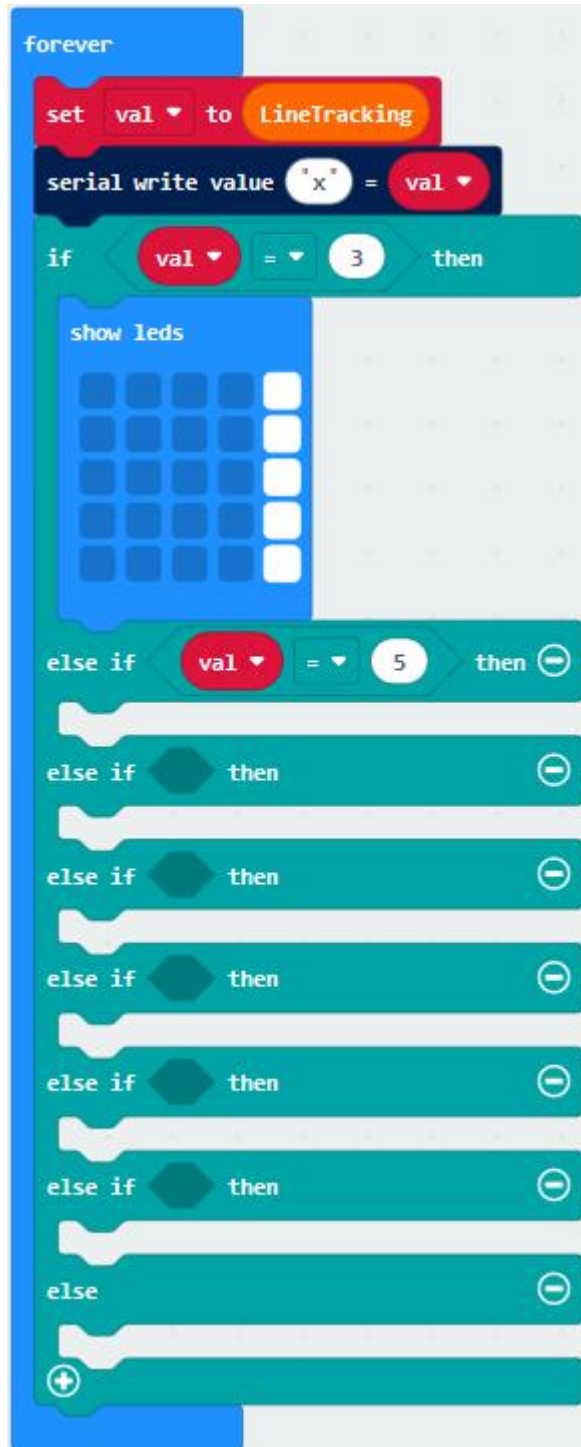 forever
set val to LineTracking
serial write value "x" = val
if val = 3 then
show leds
else if val = 5 then
else if then
else if then
else if then
else if then
else if then
else